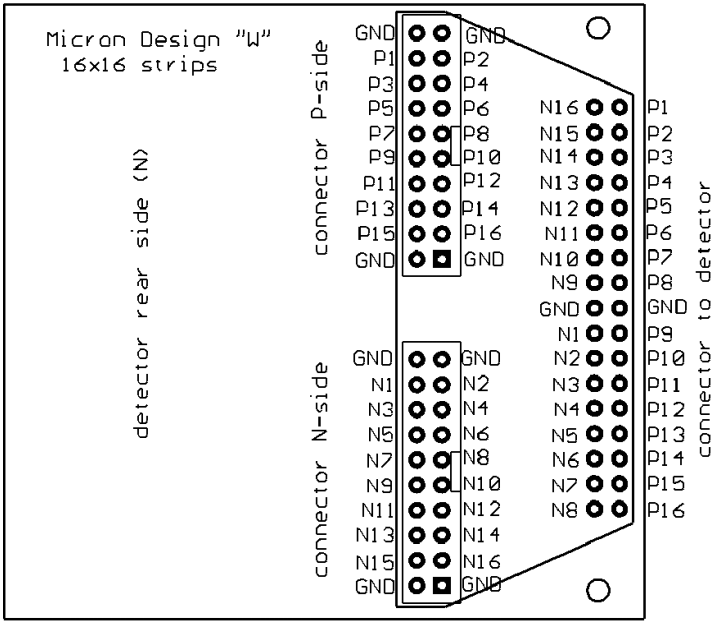 Micron Design "W"
16x16 strips
detector rear side (N)
connector P-side
GND GND
P1 P2
P3 P4
P5 P6
P7 P8
P9 P10
P11 P12
P13 P14
P15 P16
GND GND
connector N-side
GND GND
N1 N2
N3 N4
N5 N6
N7 N8
N9 N10
N11 N12
N13 N14
N15 N16
GND GND
N16 P1
N15 P2
N14 P3
N13 P4
N12 P5
N11 P6
N10 P7
N9 P8
GND GND
N1 P9
N2 P10
N3 P11
N4 P12
N5 P13
N6 P14
N7 P15
N8 P16
connector to detector